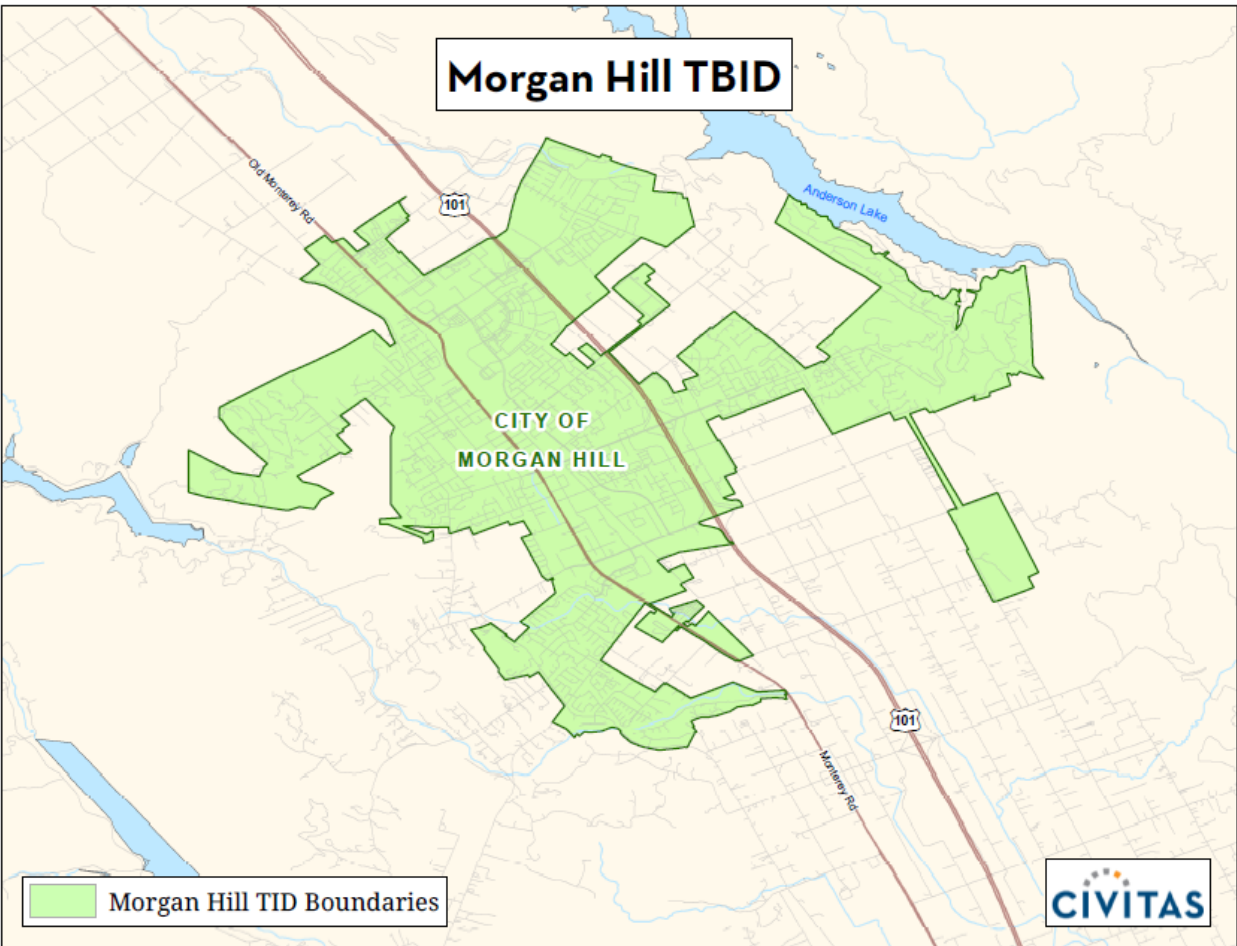 Morgan Hill TBID
Old Monterey Rd
101
Anderson Lake
CITY OF
MORGAN HILL
101
Monterey Rd
Morgan Hill TID Boundaries
CIVITAS